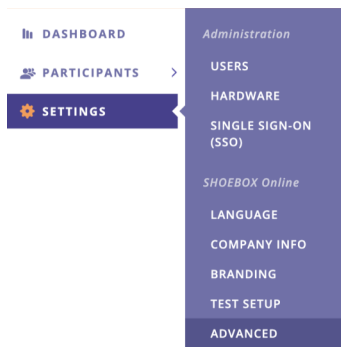 DASHBOARD
PARTICIPANTS
SETTINGS
Administration
USERS
HARDWARE
SINGLE SIGN-ON
(SSO)
SHOEBOX Online
LANGUAGE
COMPANY INFO
BRANDING
TEST SETUP
ADVANCED